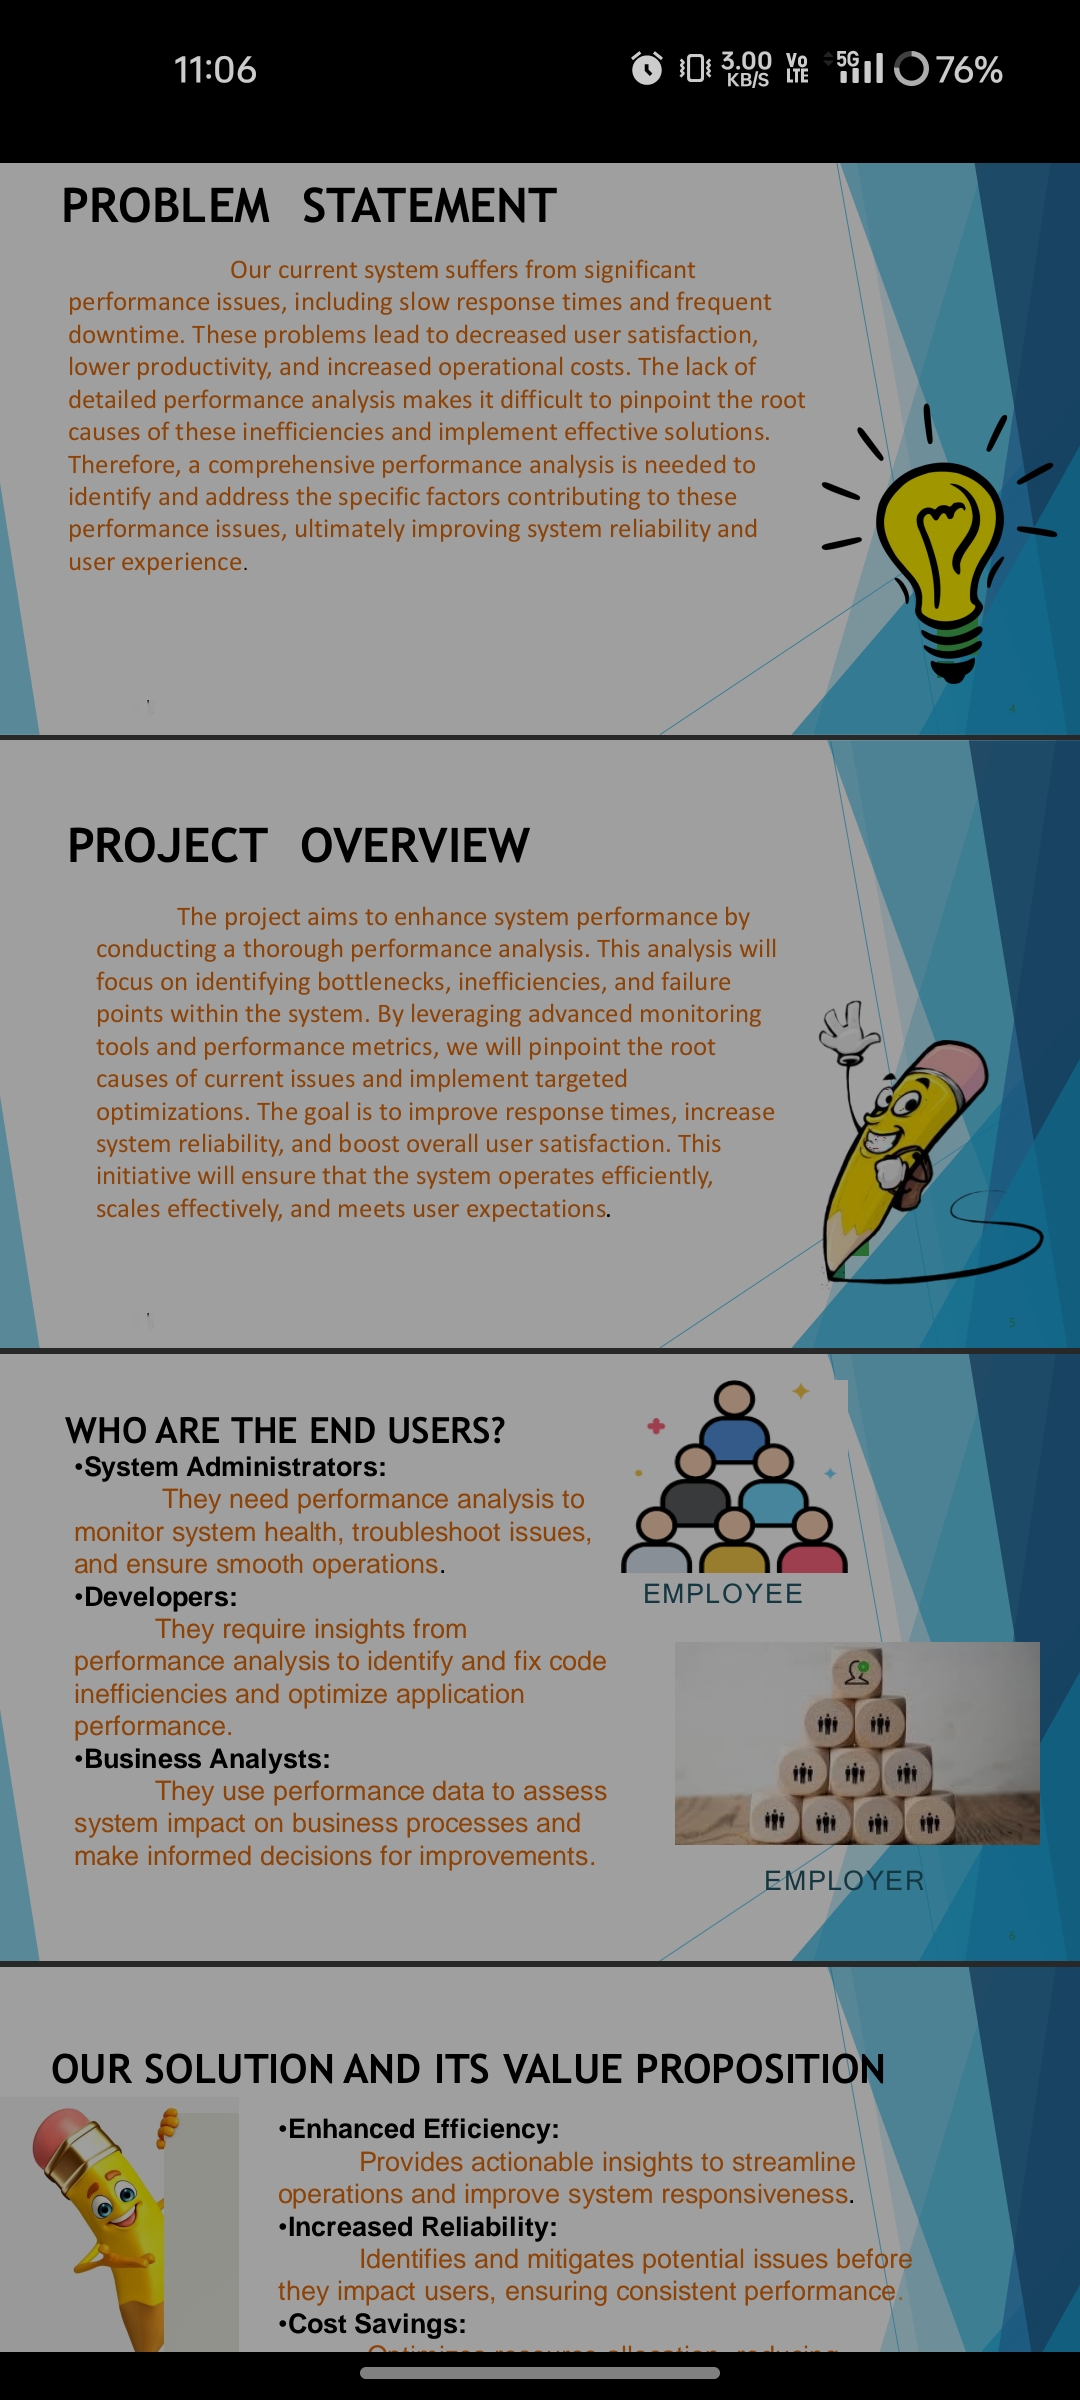 11:06
3.00
KB/S
Vo
LTE
5G
76%
PROBLEM STATEMENT
Our current system suffers from significant
performance issues, including slow response times and frequent
downtime. These problems lead to decreased user satisfaction,
lower productivity, and increased operational costs. The lack of
detailed performance analysis makes it difficult to pinpoint the root
causes of these inefficiencies and implement effective solutions.
Therefore, a comprehensive performance analysis is needed to
identify and address the specific factors contributing to these
performance issues, ultimately improving system reliability and
user experience.
4
PROJECT OVERVIEW
The project aims to enhance system performance by
conducting a thorough performance analysis. This analysis will
focus on identifying bottlenecks, inefficiencies, and failure
points within the system. By leveraging advanced monitoring
tools and performance metrics, we will pinpoint the root
causes of current issues and implement targeted
optimizations. The goal is to improve response times, increase
system reliability, and boost overall user satisfaction. This
initiative will ensure that the system operates efficiently,
scales effectively, and meets user expectations.
5
WHO ARE THE END USERS?
•System Administrators:
They need performance analysis to
monitor system health, troubleshoot issues,
and ensure smooth operations.
•Developers:
They require insights from
performance analysis to identify and fix code
inefficiencies and optimize application
performance.
•Business Analysts:
They use performance data to assess
system impact on business processes and
make informed decisions for improvements.
EMPLOYEE
EMPLOYER
6
OUR SOLUTION AND ITS VALUE PROPOSITION
•Enhanced Efficiency:
Provides actionable insights to streamline
operations and improve system responsiveness.
•Increased Reliability:
Identifies and mitigates potential issues before
they impact users, ensuring consistent performance.
•Cost Savings:
Optimizes resource allocation, reducing